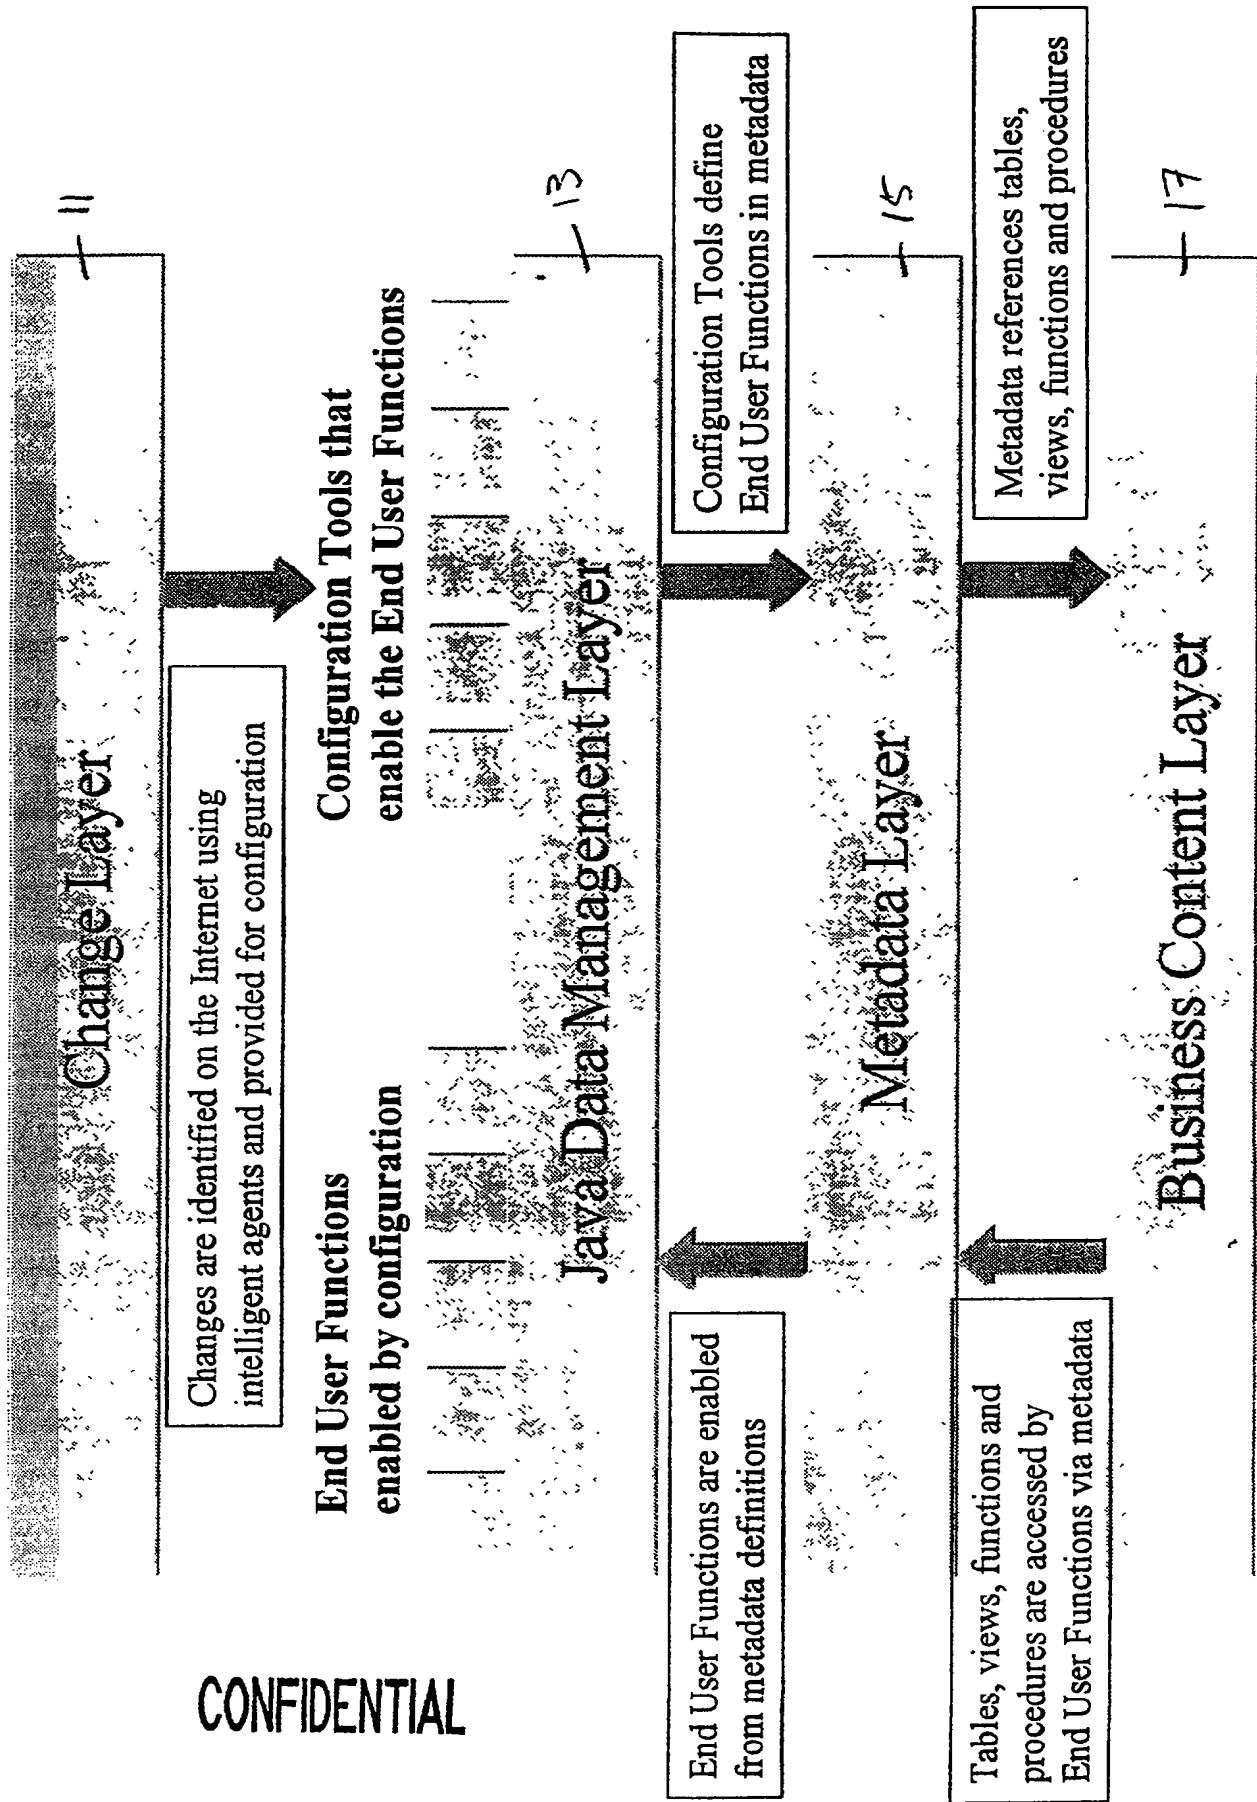 Change Layer
11
Changes are identified on the Internet using
intelligent agents and provided for configuration
End User Functions
enabled by configuration
Configuration Tools that
enable the End User Functions
Java Data Management Layer
13
End User Functions are enabled
from metadata definitions
Configuration Tools define
End User Functions in metadata
Metadata Layer
15
Tables, views, functions and
procedures are accessed by
End User Functions via metadata
Metadata references tables,
views, functions and procedures
Business Content Layer
17
CONFIDENTIAL